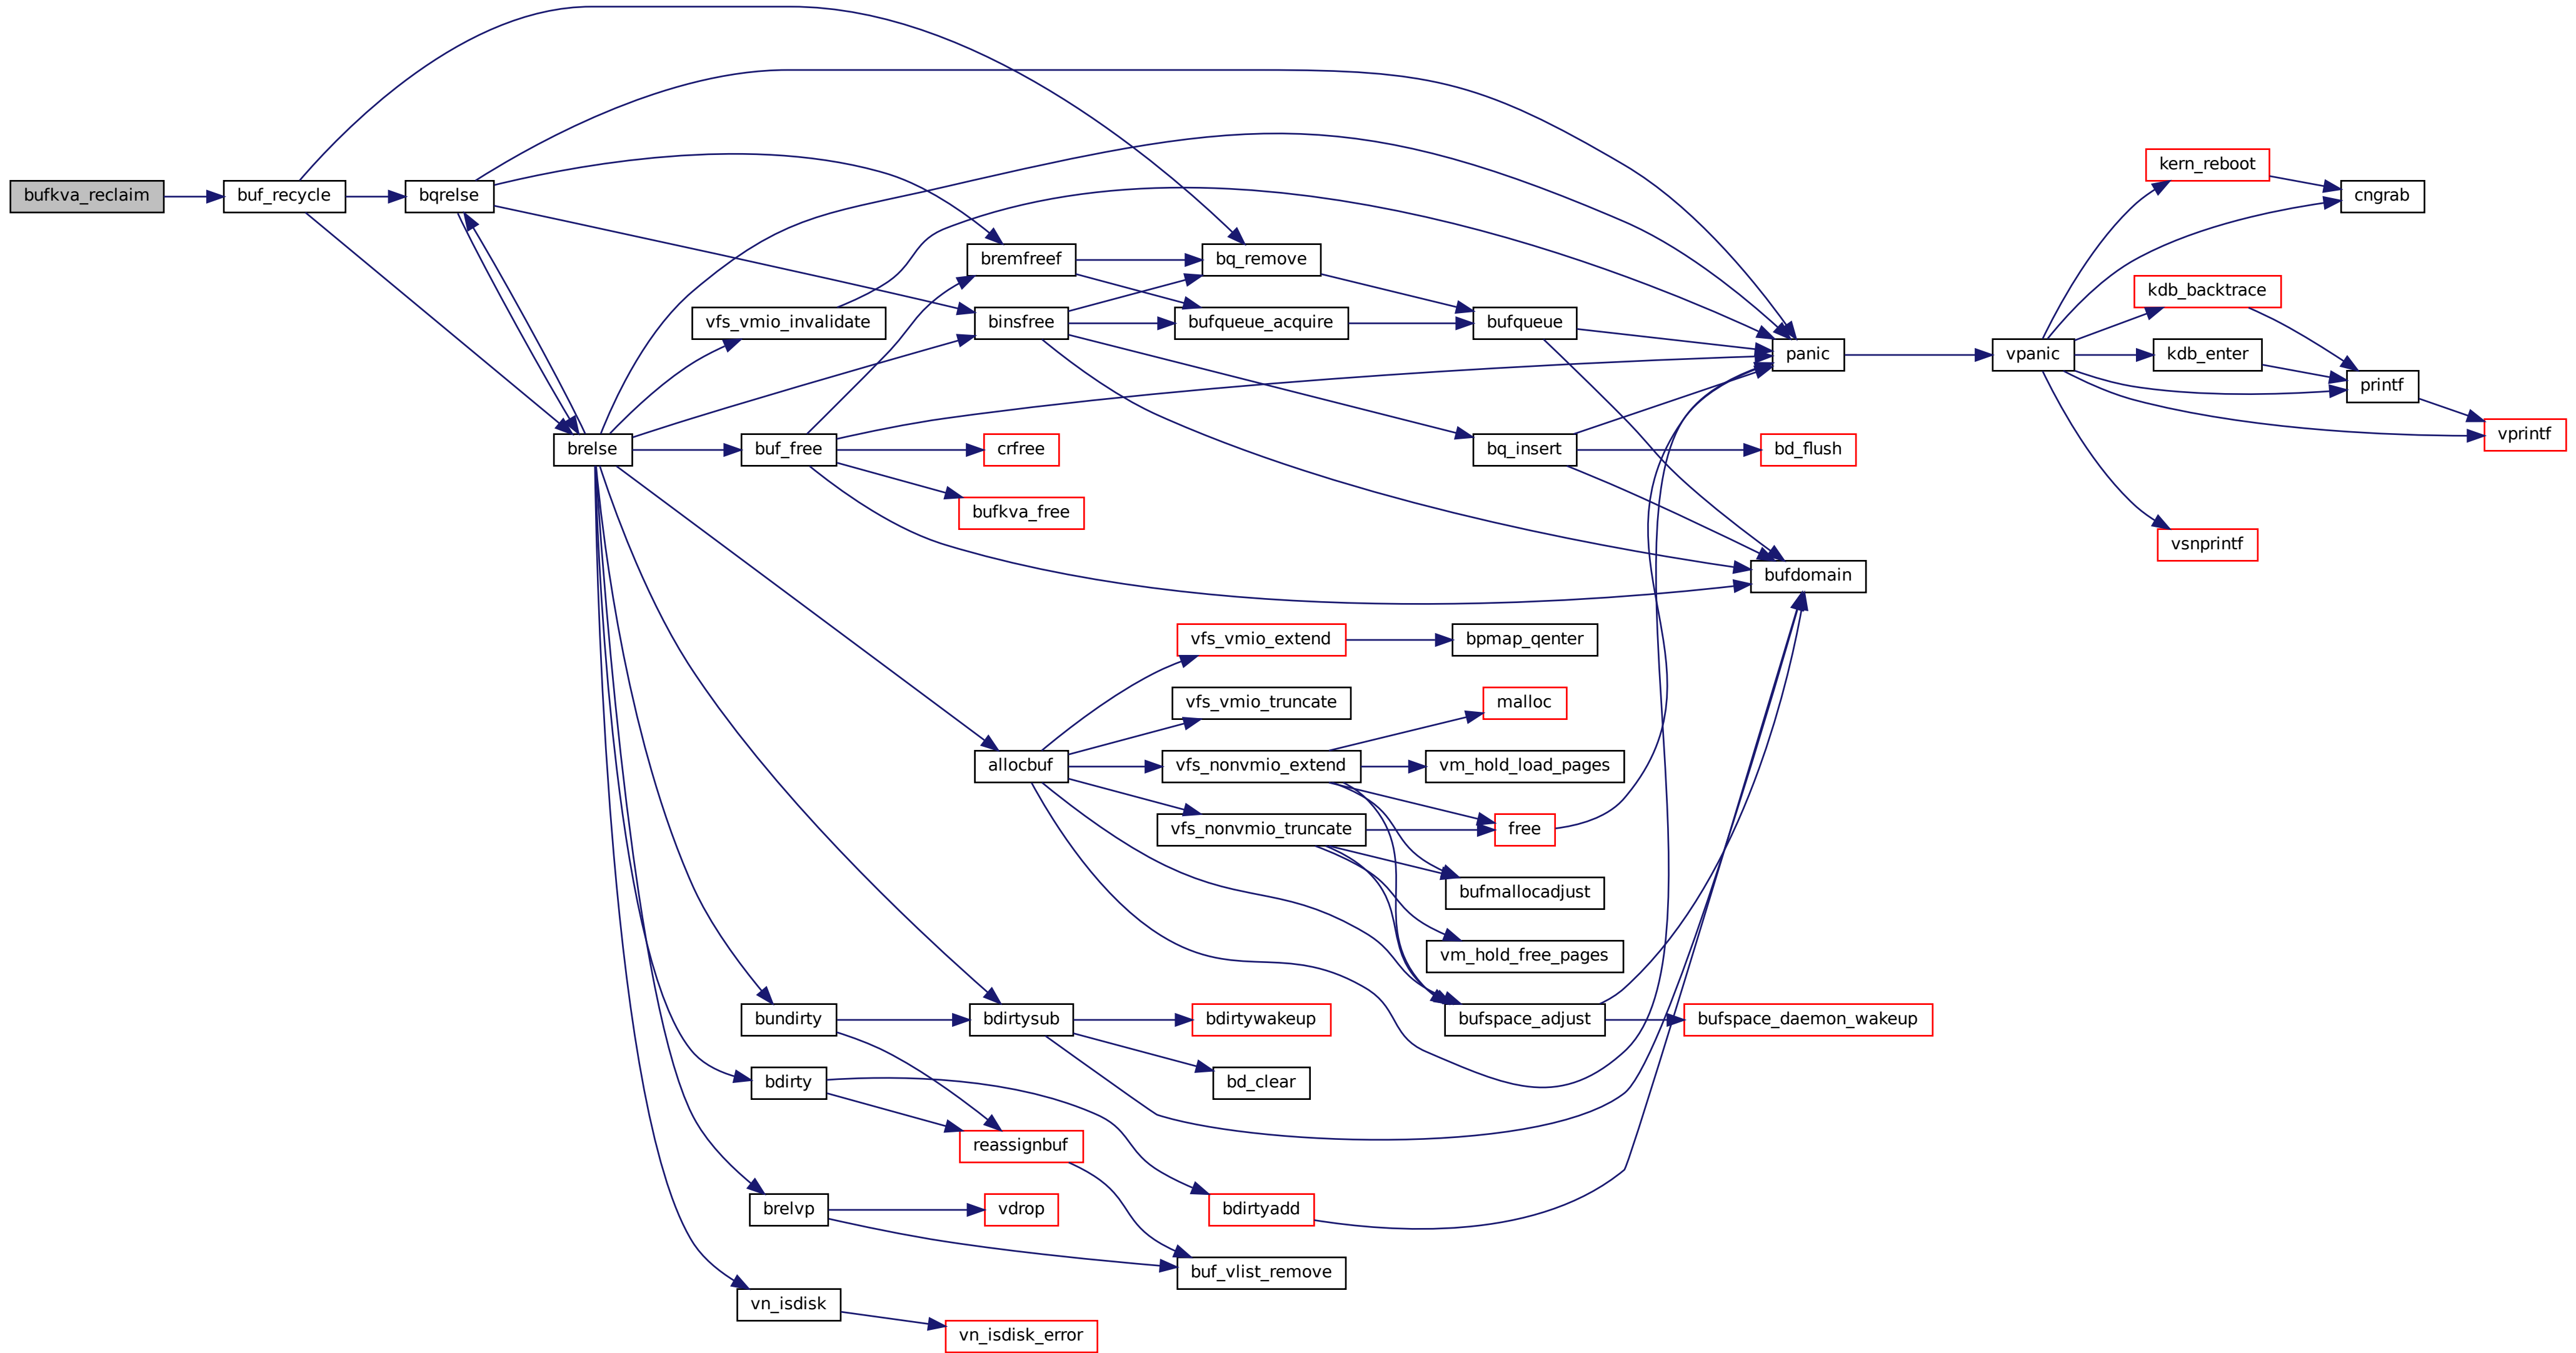 bufkva_reclaim
buf_recycle
bqrelse
brelse
vfs_vmio_invalidate
buf_free
bundirty
bdirty
brelvp
vn_isdisk
bremfreef
binsfree
crfree
bufkva_free
allocbuf
bdirtysub
reassignbuf
vdrop
vn_isdisk_error
bq_remove
bufqueue_acquire
vfs_vmio_extend
vfs_vmio_truncate
vfs_nonvmio_extend
vfs_nonvmio_truncate
bdirtywakeup
bd_clear
bdirtyadd
buf_vlist_remove
bufqueue
bq_insert
bpmap_qenter
malloc
vm_hold_load_pages
free
bufmallocadjust
vm_hold_free_pages
bufspace_adjust
panic
bd_flush
bufdomain
bufspace_daemon_wakeup
vpanic
kern_reboot
kdb_backtrace
kdb_enter
vsnprintf
cngrab
printf
vprintf